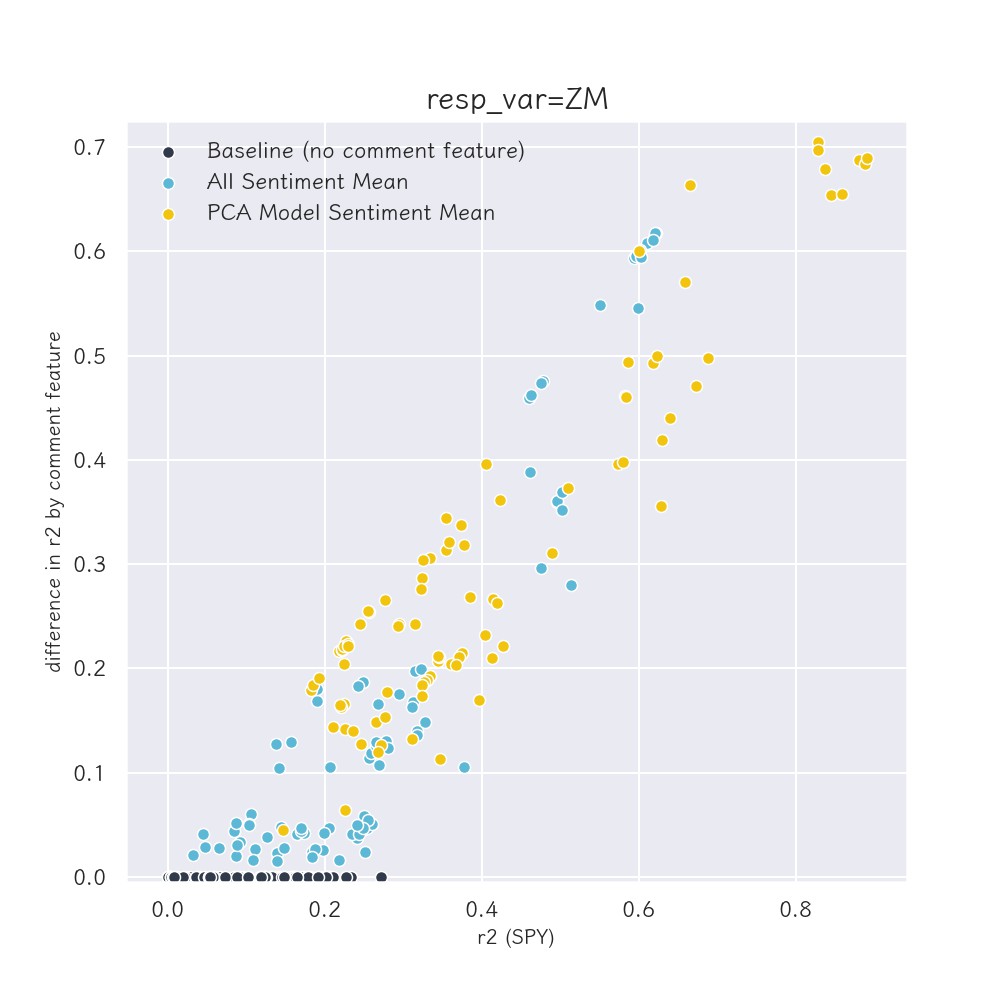 resp_var=ZM
Baseline (no comment feature)
All Sentiment Mean
PCA Model Sentiment Mean
difference in r2 by comment feature
0.7
0.6
0.5
0.4
0.3
0.2
0.1
0.0
0.0 0.2 0.4 0.6 0.8
r2 (SPY)